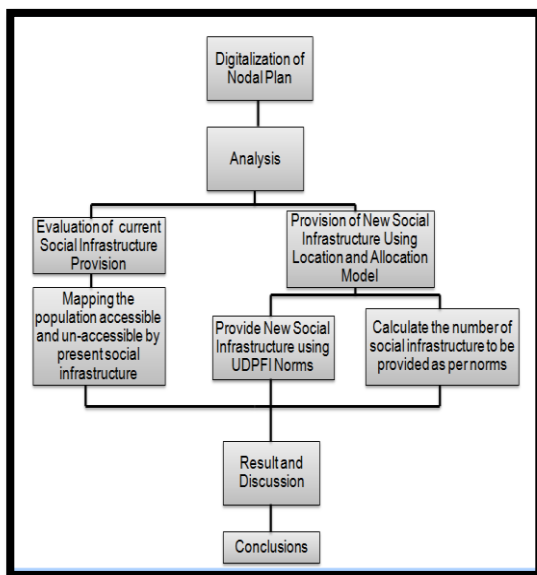 Digitalization of
Nodal Plan
Analysis
Evaluation of current
Social Infrastructure
Provision
Provision of New Social
Infrastructure Using
Location and Allocation
Model
Mapping the
population accessible
and un-accessible by
present social
infrastructure
Provide New Social
Infrastructure using
UDPFI Norms
Calculate the number of
social infrastructure to be
provided as per norms
Result and
Discussion
Conclusions